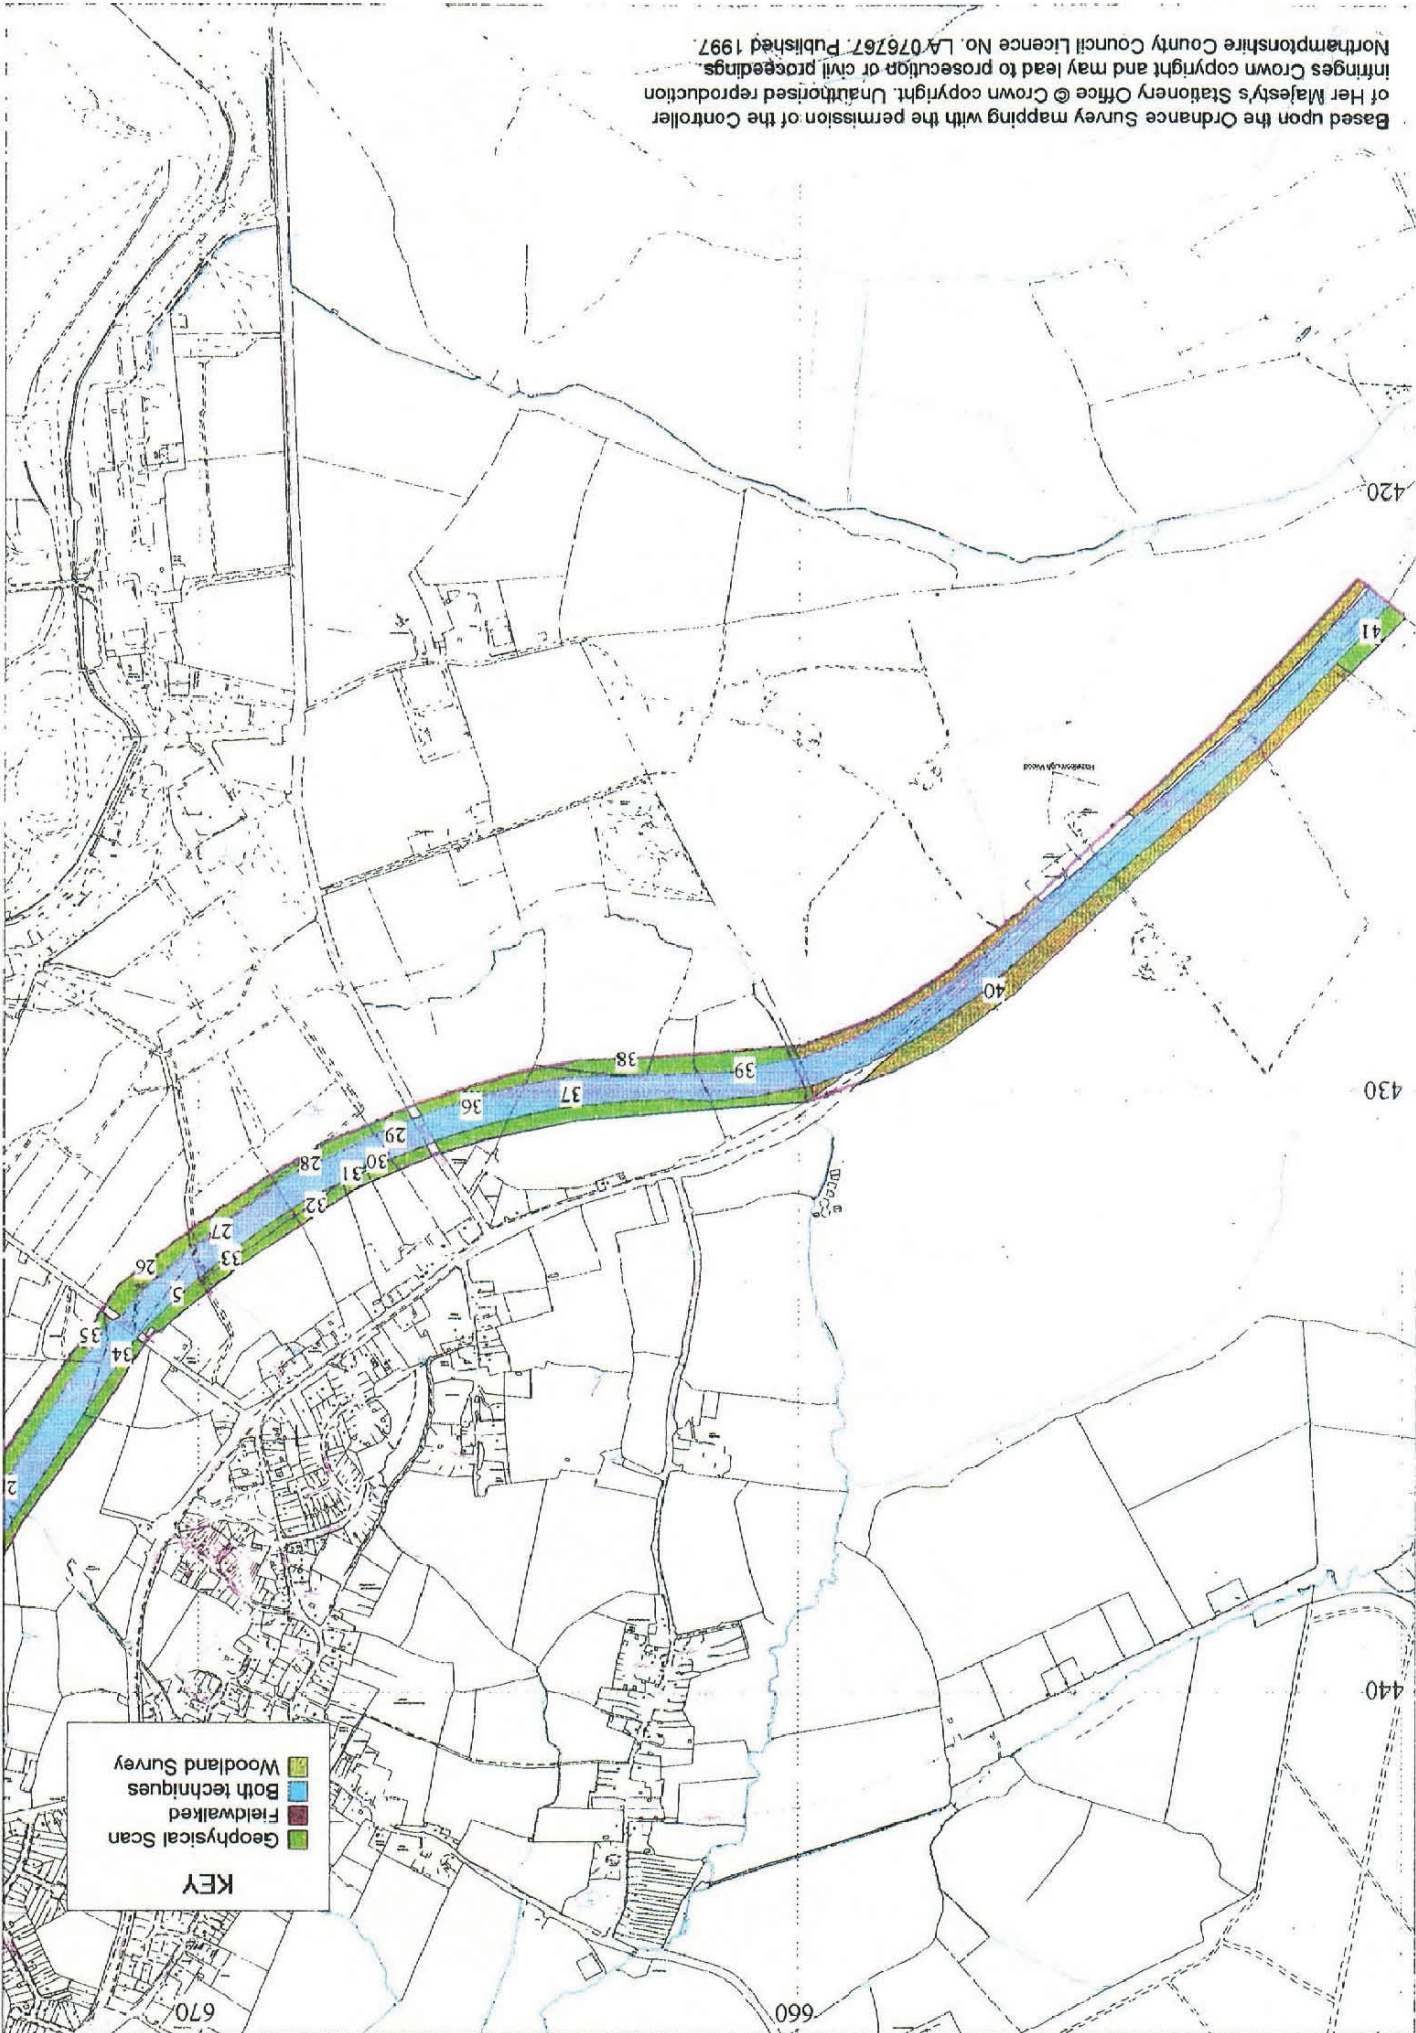 660
670
KEY
Geophysical Scan
Fieldwalked
Both techniques
Woodland Survey
440
34
35
5
26
33
27
32
31
30
28
29
36
37
430
39
38
40
Hazelborough Wood
41
420
Based upon the Ordnance Survey mapping with the permission of the Controller
of Her Majesty's Stationery Office © Crown copyright. Unauthorised reproduction
infringes Crown copyright and may lead to prosecution or civil proceedings.
Northamptonshire County Council Licence No. LA 076767. Published 1997.